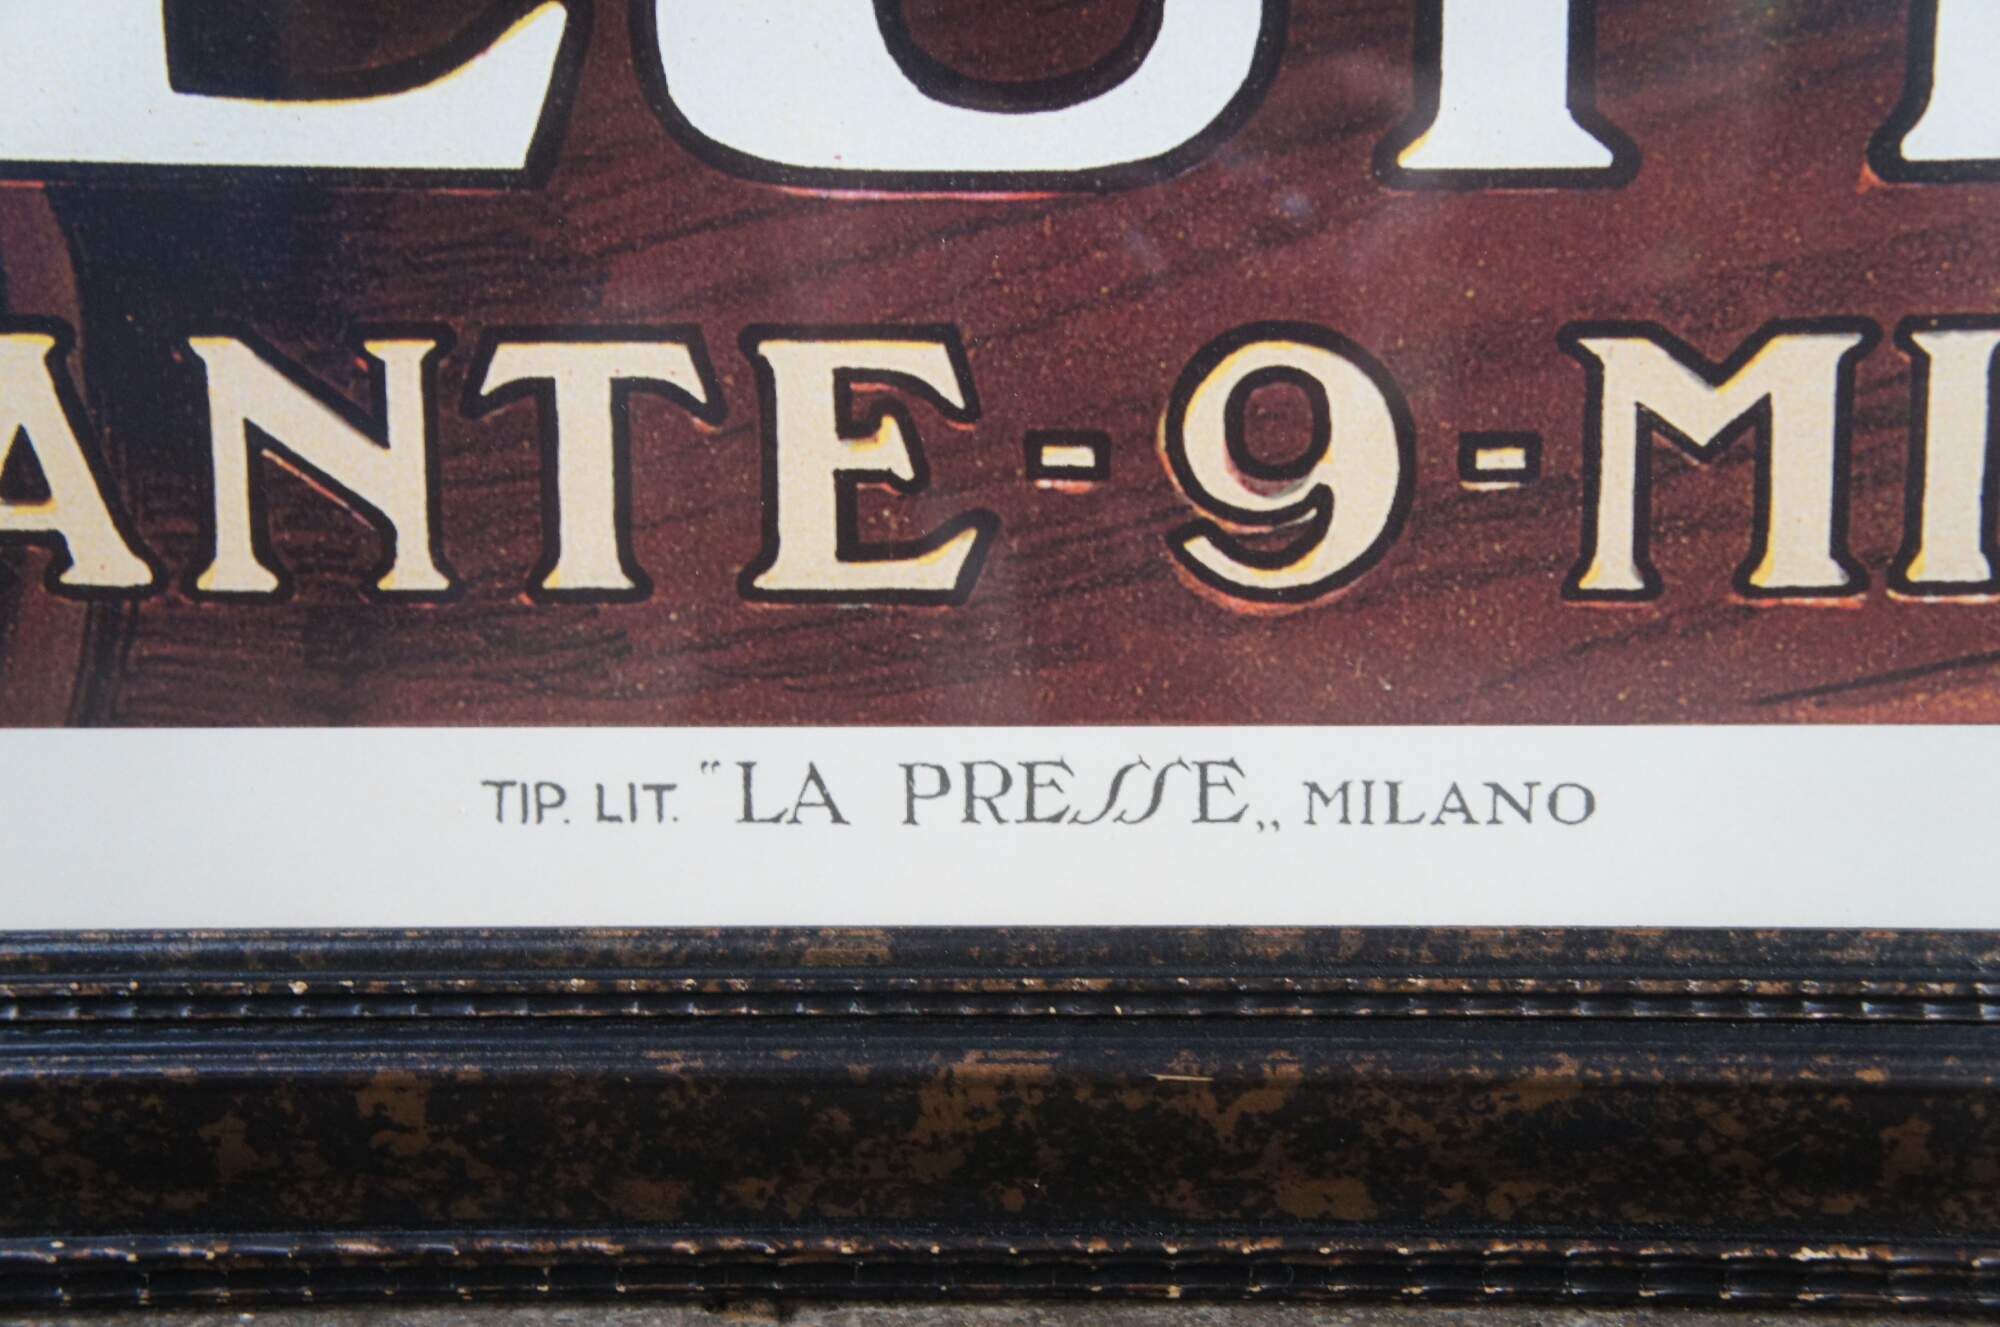 ANTE-9-MI
TIP. LIT. "LA PRESSE„ MILANO